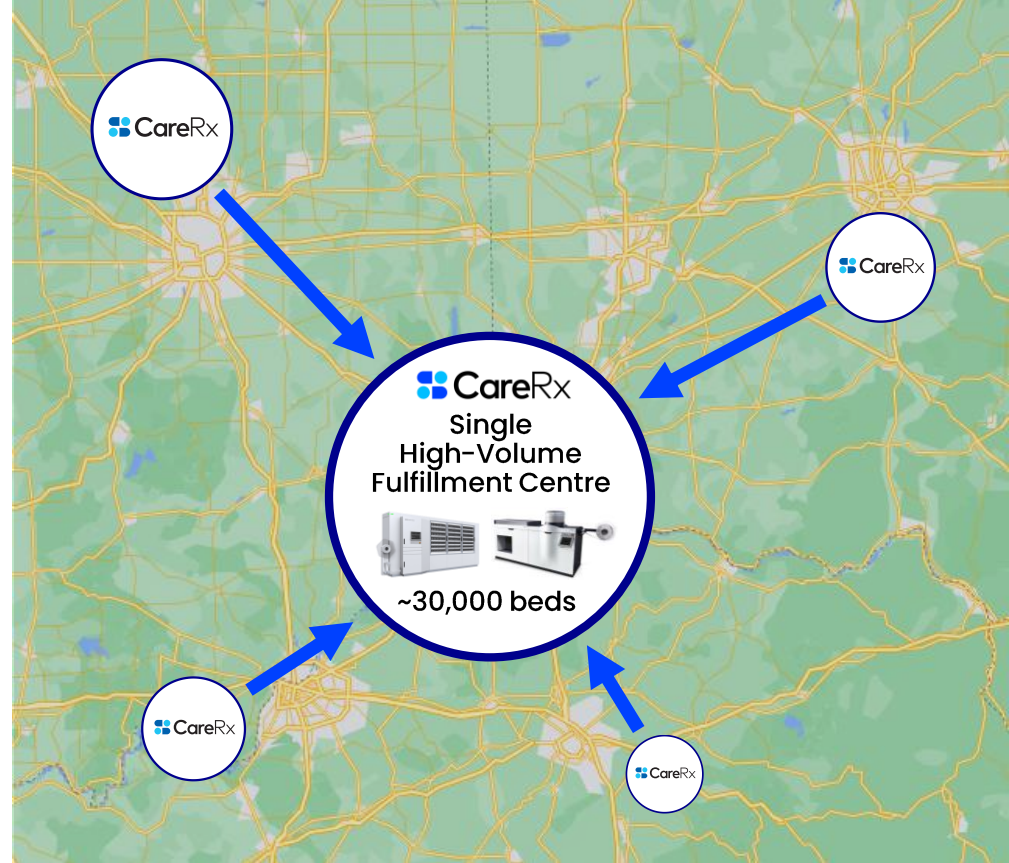 CareRx
CareRx
CareRx
Single
High-Volume
Fulfillment Centre
~30,000 beds
CareRx
CareRx